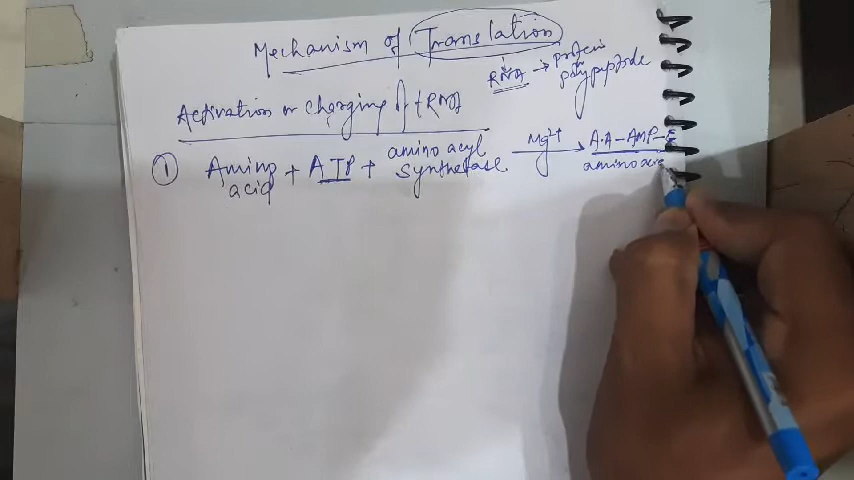 Mechanism of Translation
RNA → Protein
polypeptide
Activation or charging of tRNA
① Amino acid + ATP + amino acyl synthetase Mg2+ → A.A - AMP - E
amino acy